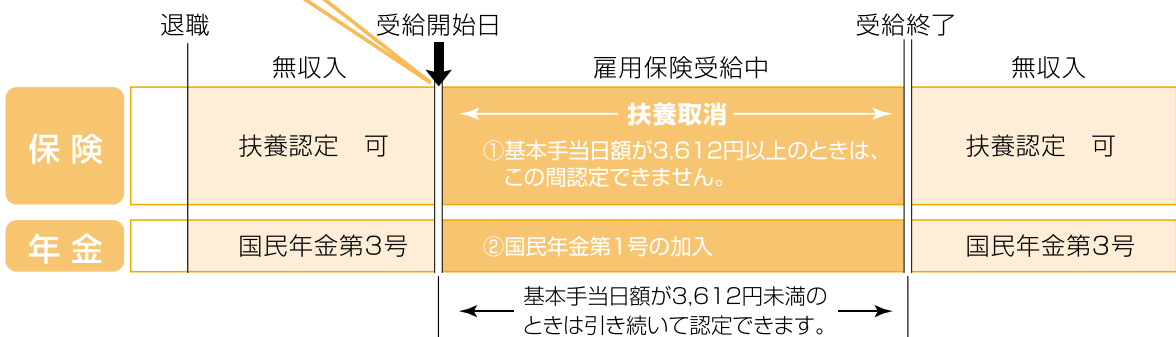 退職
受給開始日
受給終了
無収入
雇用保険受給中
無収入
保険
扶養認定　可
扶養取消
①基本手当日額が3,612円以上のときは、
この間認定できません。
扶養認定　可
年金
国民年金第3号
②国民年金第1号の加入
国民年金第3号
基本手当日額が3,612円未満の
ときは引き続いて認定できます。